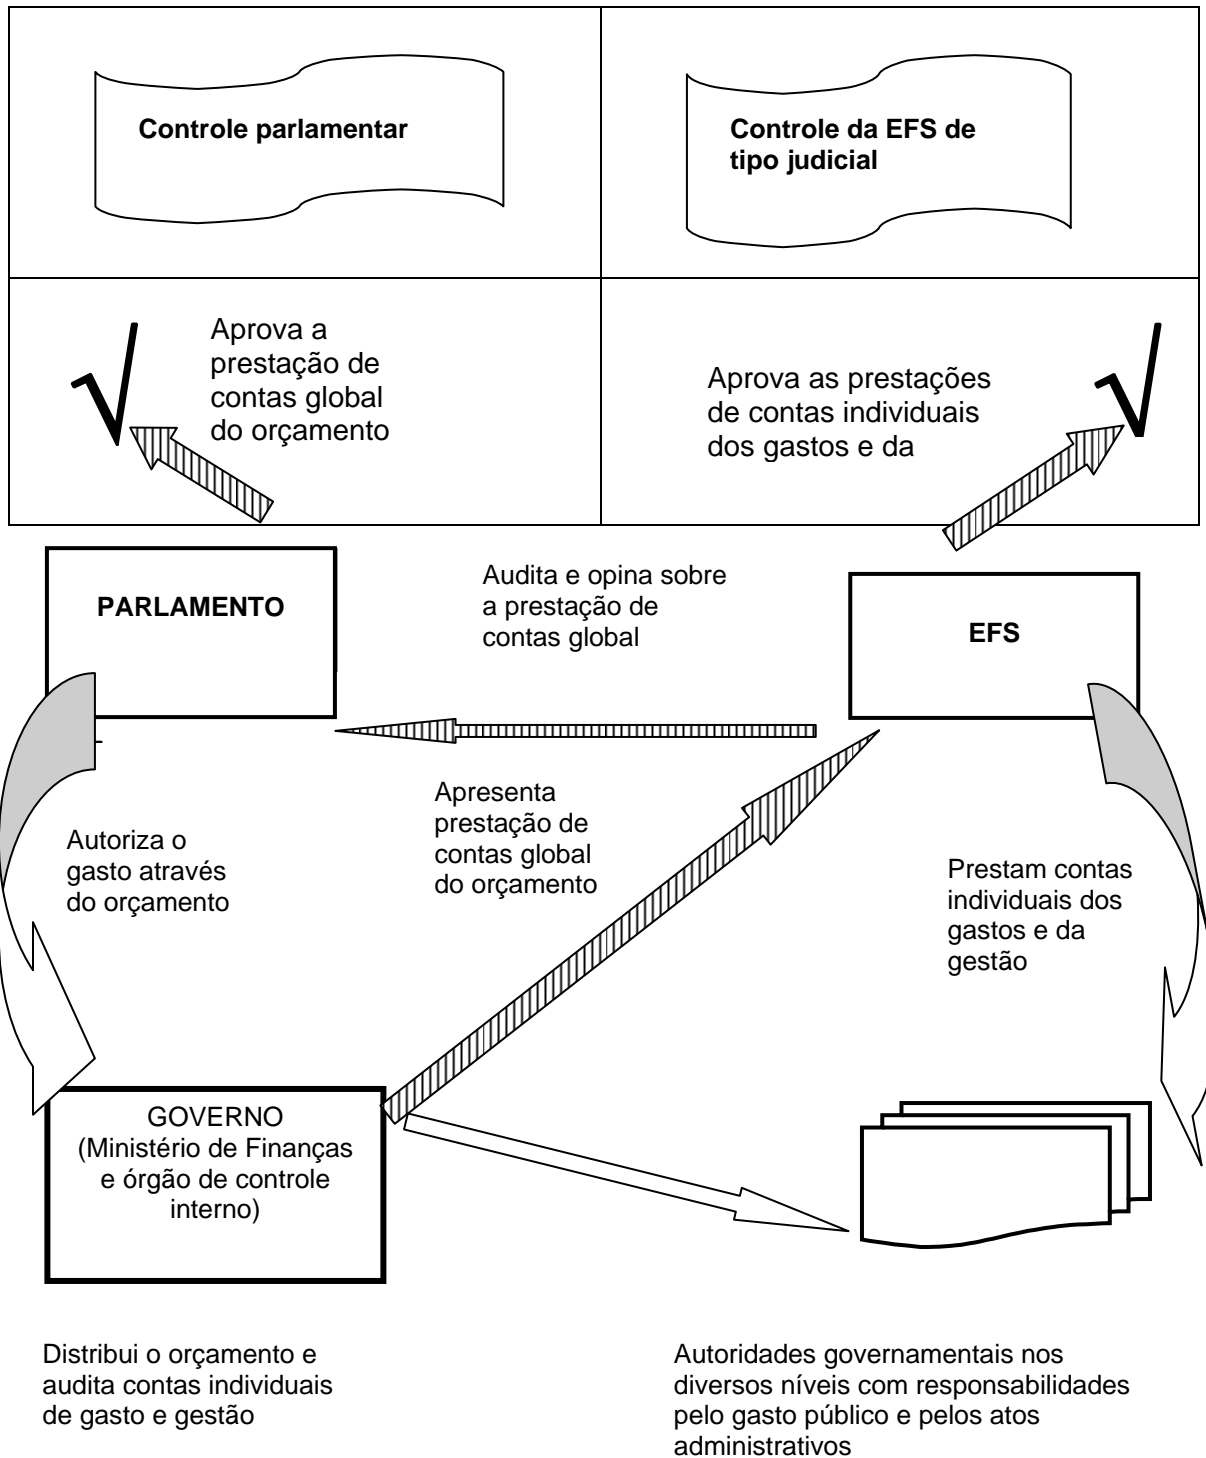 Controle parlamentar
Controle da EFS de
tipo judicial
Aprova a
prestação de
contas global
do orçamento
Aprova as prestações
de contas individuais
dos gastos e da
PARLAMENTO
Audita e opina sobre
a prestação de
contas global
EFS
Autoriza o
gasto através
do orçamento
Apresenta
prestação de
contas global
do orçamento
Prestam contas
individuais dos
gastos e da
gestão
GOVERNO
(Ministério de Finanças
e órgão de controle
interno)
Distribui o orçamento e
audita contas individuais
de gasto e gestão
Autoridades governamentais nos
diversos níveis com responsabilidades
pelo gasto público e pelos atos
administrativos